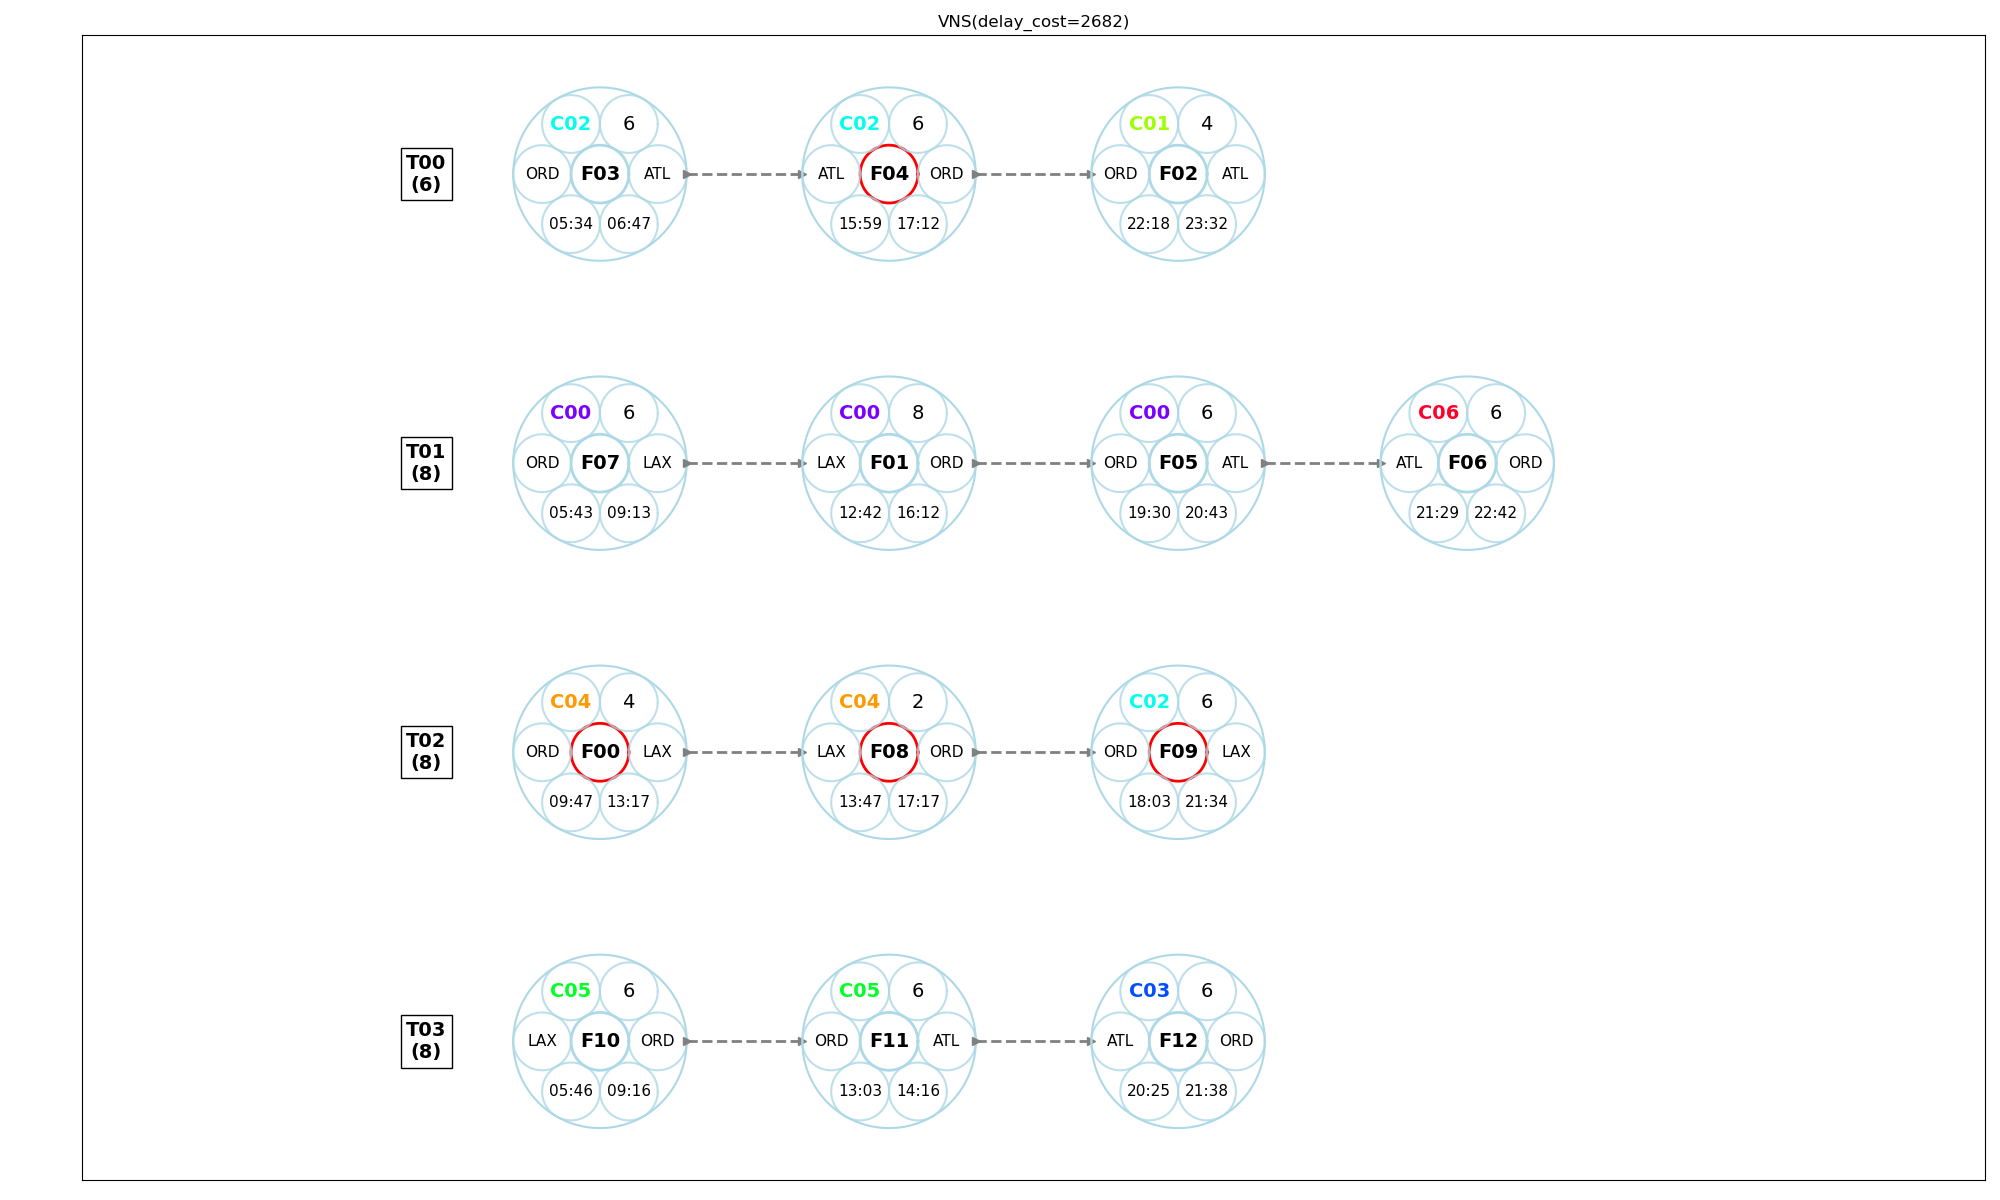 VNS(delay_cost=2682)
C02 6 C02 6 C01 4
T00
(6)
ORD F03 ATL ATL F04 ORD ORD F02 ATL
05:34 06:47 15:59 17:12 22:18 23:32
C00 6 C00 8 C00 6 C06 6
T01
(8)
ORD F07 LAX LAX F01 ORD ORD F05 ATL ATL F06 ORD
05:43 09:13 12:42 16:12 19:30 20:43 21:29 22:42
C04 4 C04 2 C02 6
T02
(8)
ORD F00 LAX LAX F08 ORD ORD F09 LAX
09:47 13:17 13:47 17:17 18:03 21:34
C05 6 C05 6 C03 6
T03
(8)
LAX F10 ORD ORD F11 ATL ATL F12 ORD
05:46 09:16 13:03 14:16 20:25 21:38